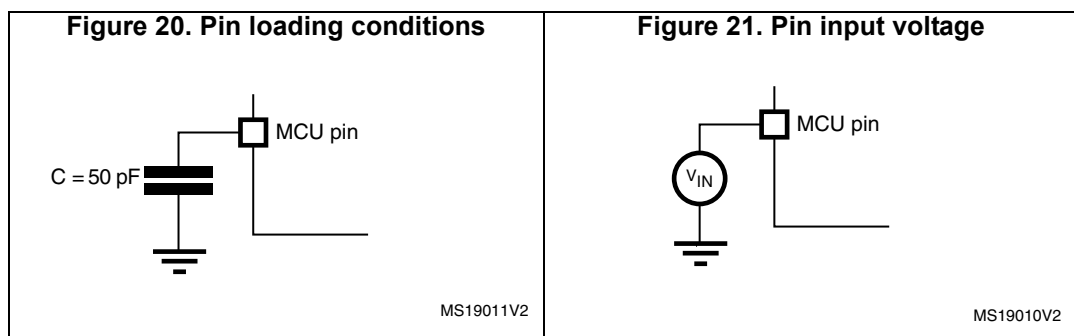 Figure 20. Pin loading conditions
MCU pin
C = 50 pF
MS19011V2
Figure 21. Pin input voltage
MCU pin
VIN
MS19010V2